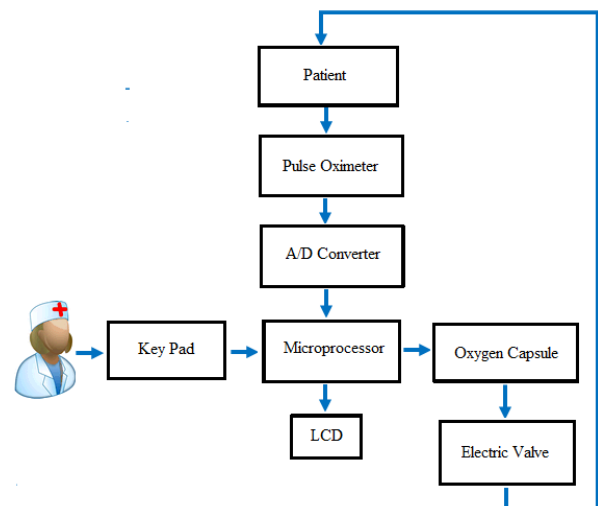 Patient
Pulse Oximeter
A/D Converter
Key Pad
Microprocessor
Oxygen Capsule
LCD
Electric Valve